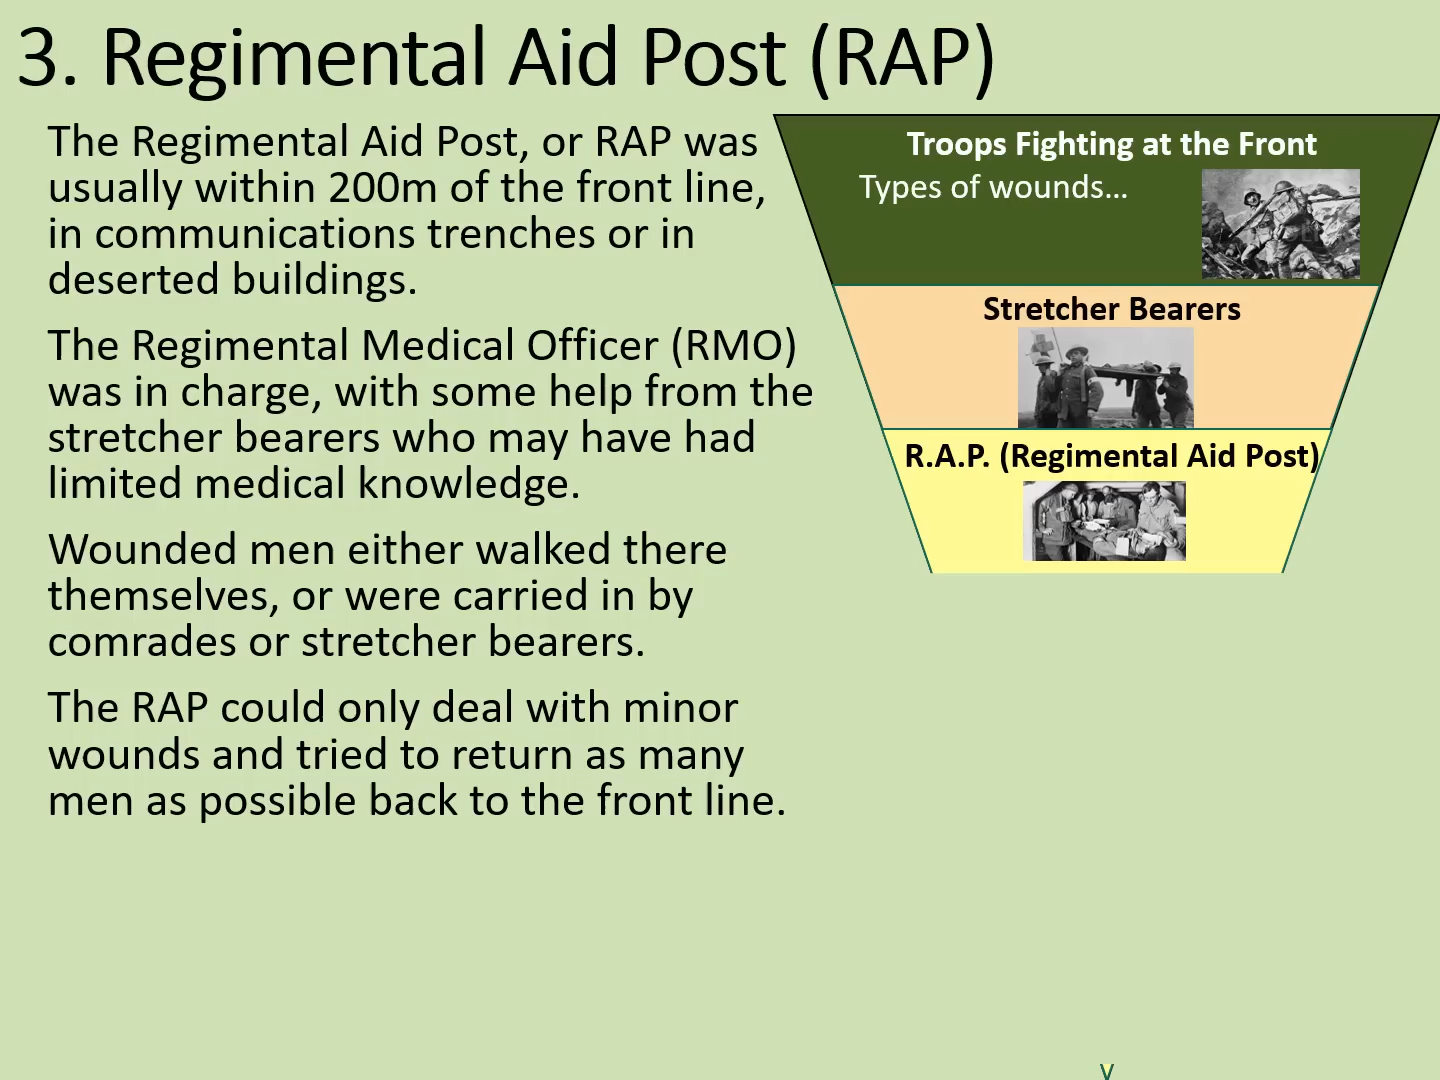 3. Regimental Aid Post (RAP)
The Regimental Aid Post, or RAP was
usually within 200m of the front line,
in communications trenches or in
deserted buildings.
The Regimental Medical Officer (RMO)
was in charge, with some help from the
stretcher bearers who may have had
limited medical knowledge.
Wounded men either walked there
themselves, or were carried in by
comrades or stretcher bearers.
The RAP could only deal with minor
wounds and tried to return as many
men as possible back to the front line.
Troops Fighting at the Front
Types of wounds...
Stretcher Bearers
R.A.P. (Regimental Aid Post)